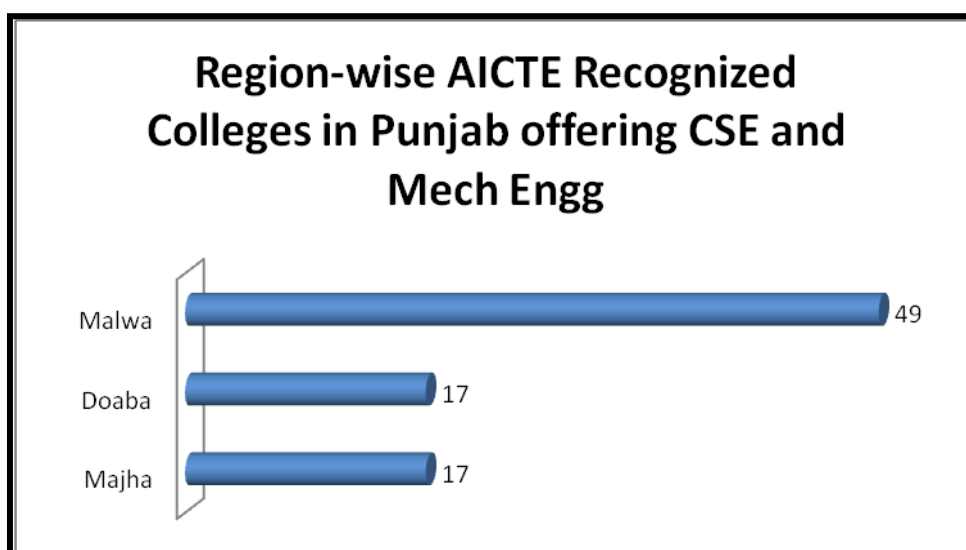 Region-wise AICTE Recognized
Colleges in Punjab offering CSE and
Mech Engg
Malwa
49
Doaba
17
Majha
17